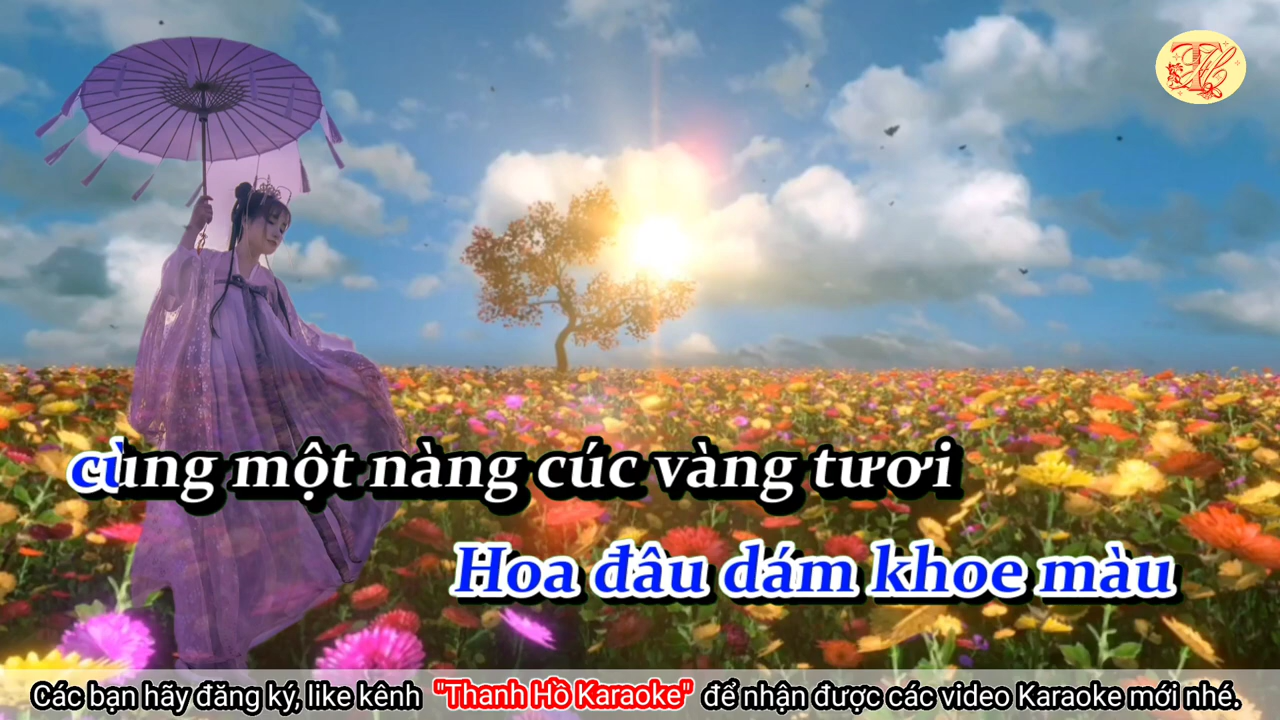 cùng một nàng cúc vàng tươi
Hoa đâu dám khoe màu
Các bạn hãy đăng ký, like kênh "Thanh Hồ Karaoke" để nhận được các video Karaoke mới nhé.